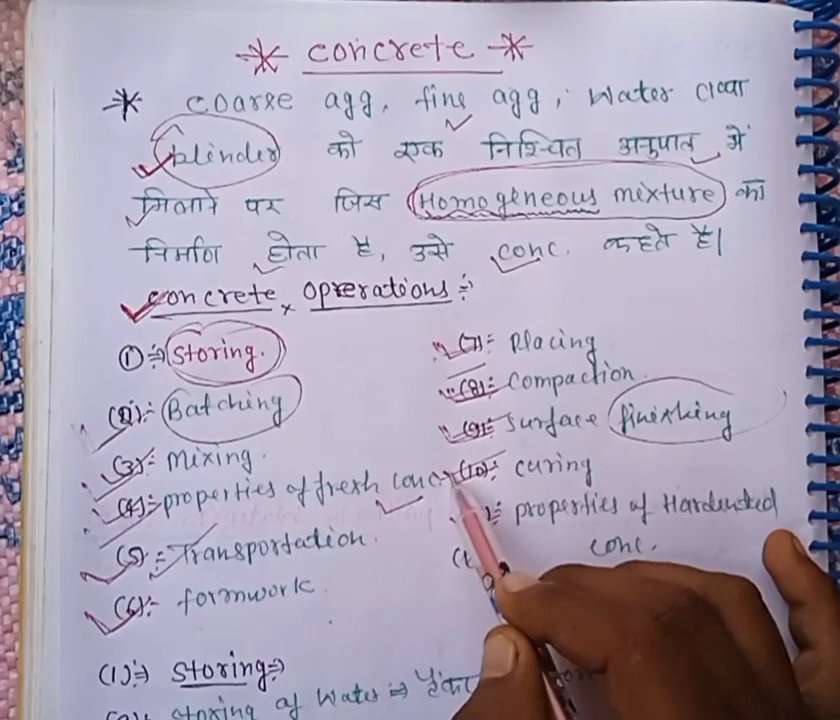 * concrete *
* coarse agg, fine agg, water तथा
binder को एक निश्चित अनुपात में
मिलाने पर जिस Homogeneous mixture का
निर्माण होता है, उसे conc. कहते है।
concrete operations :-
(1) => Storing.
(2):- Batching
(3):- Mixing.
(4):- properties of fresh conc.
(5):- Transportation.
(6):- formwork.
(7):- Placing
(8):- Compaction.
(9):- Surface finishing
(10):- curing
properties of Hardended
conc.
(1) => Storing =>
storing of water =>